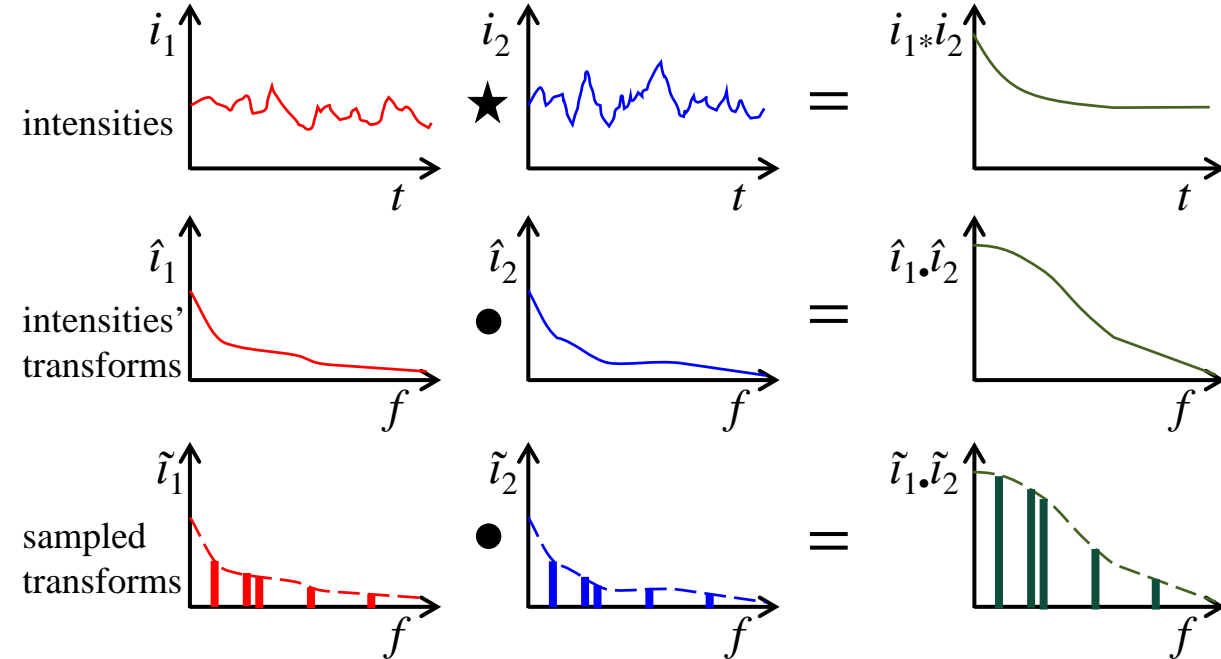 i₁ i₂ i₁*i₂
intensities ★ =
t t t
î₁ î₂ î₁•î₂
intensities’
transforms • =
f f f
ĩ₁ ĩ₂ ĩ₁•ĩ₂
sampled
transforms • =
f f f